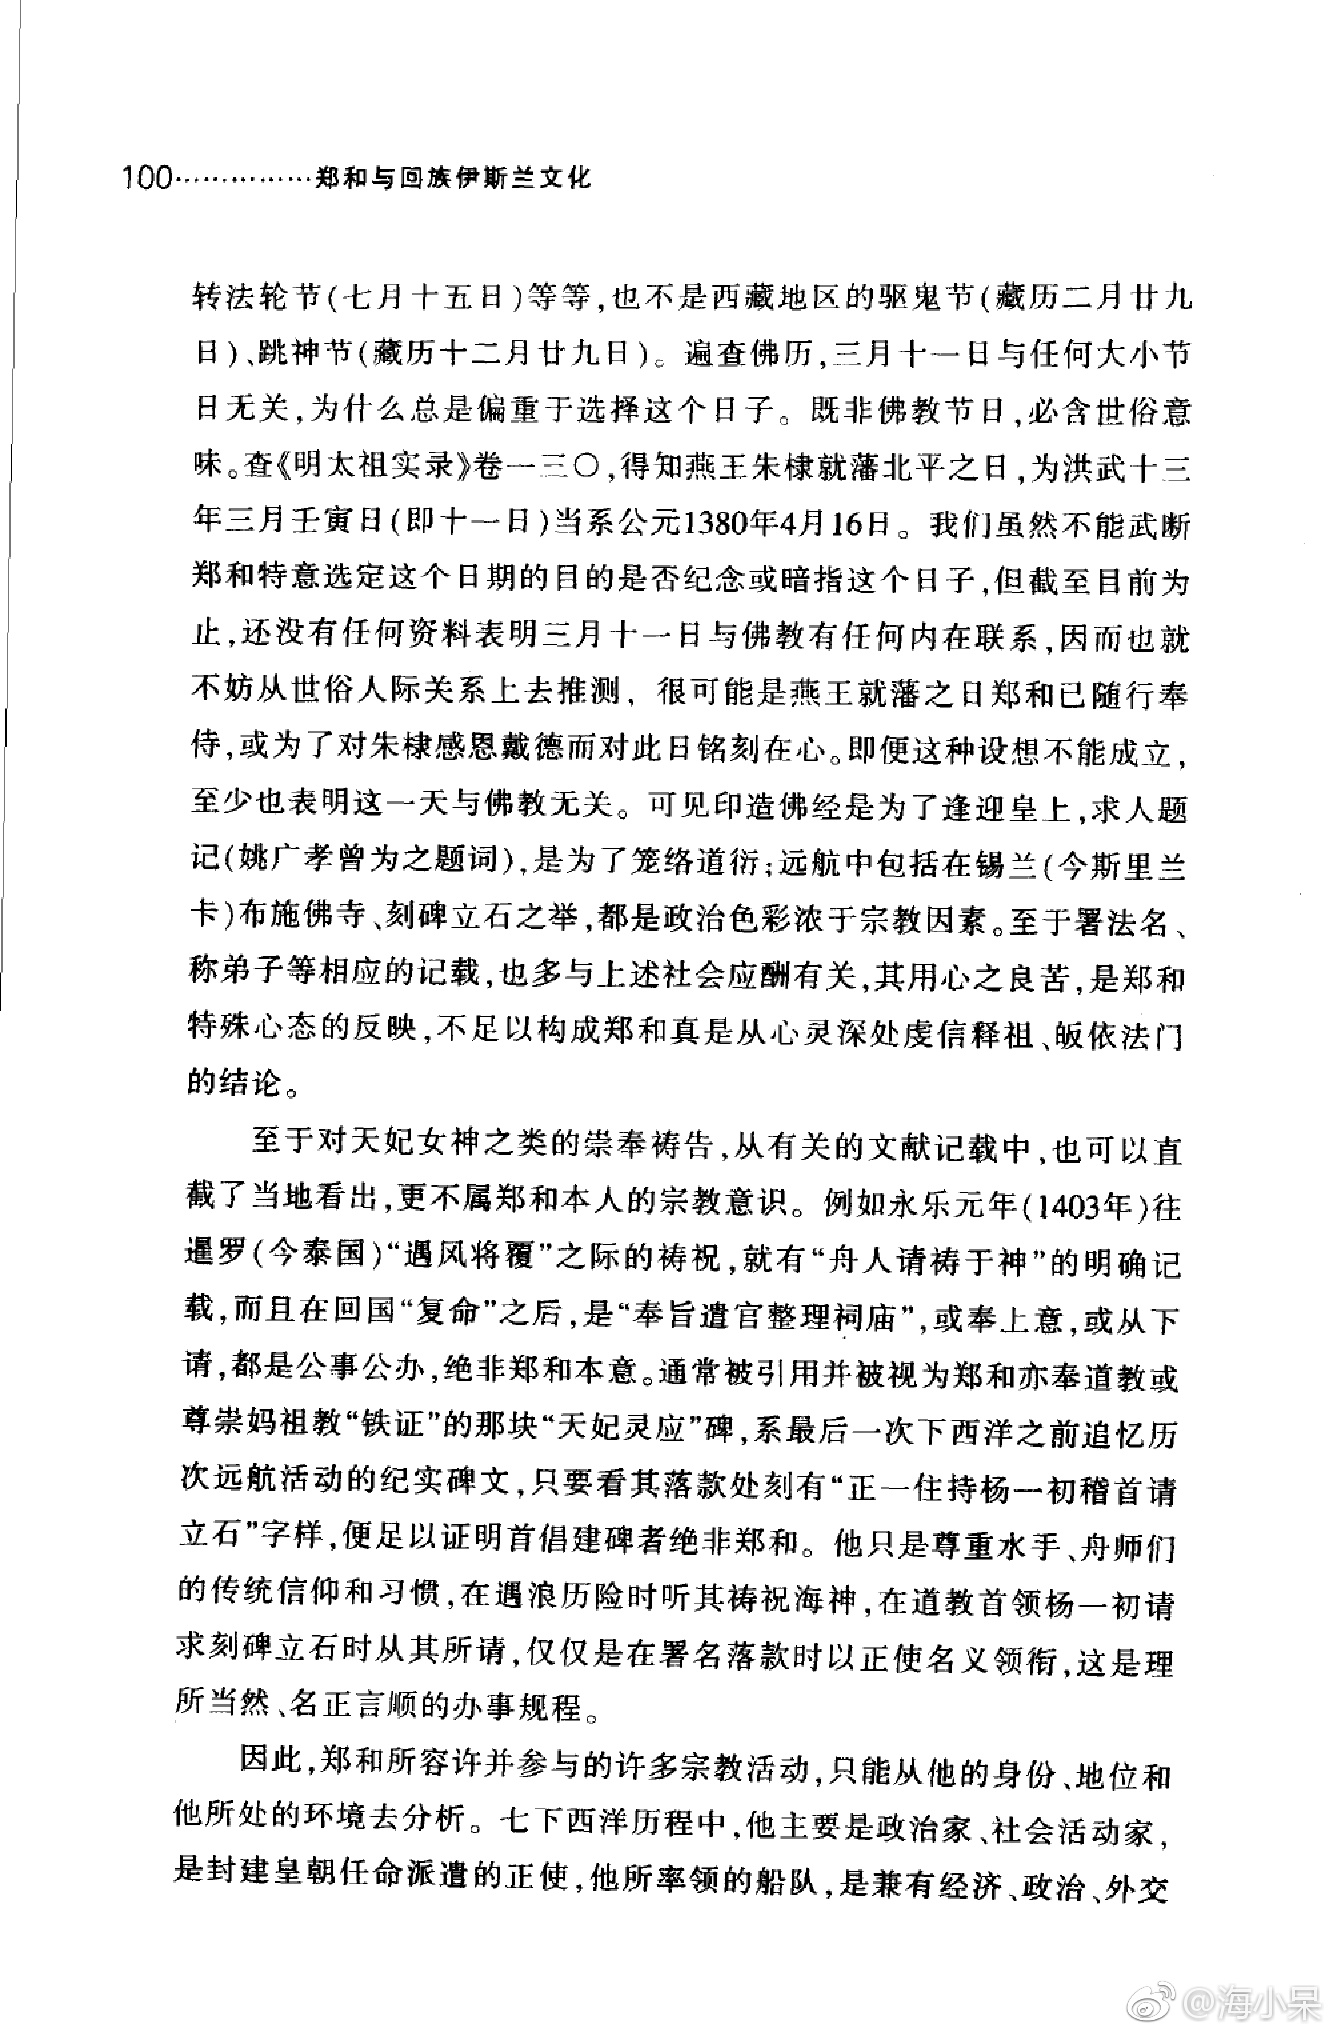 100……………郑和与回族伊斯兰文化
转法轮节(七月十五日)等等,也不是西藏地区的驱鬼节(藏历二月廿九
日)、跳神节(藏历十二月廿九日)。遍查佛历,三月十一日与任何大小节
日无关,为什么总是偏重于选择这个日子。既非佛教节日,必含世俗意
味。查《明太祖实录》卷一三〇,得知燕王朱棣就藩北平之日,为洪武十三
年三月壬寅日(即十一日)当系公元1380年4月16日。我们虽然不能武断
郑和特意选定这个日期的目的是否纪念或暗指这个日子,但截至目前为
止,还没有任何资料表明三月十一日与佛教有任何内在联系,因而也就
不妨从世俗人际关系上去推测, 很可能是燕王就藩之日郑和已随行奉
侍,或为了对朱棣感恩戴德而对此日铭刻在心。即便这种设想不能成立,
至少也表明这一天与佛教无关。可见印造佛经是为了逢迎皇上,求人题
记(姚广孝曾为之题词),是为了笼络道衍;远航中包括在锡兰(今斯里兰
卡)布施佛寺、刻碑立石之举,都是政治色彩浓于宗教因素。至于署法名、
称弟子等相应的记载,也多与上述社会应酬有关,其用心之良苦,是郑和
特殊心态的反映,不足以构成郑和真是从心灵深处虔信释祖、皈依法门
的结论。
至于对天妃女神之类的崇奉祷告,从有关的文献记载中,也可以直
截了当地看出,更不属郑和本人的宗教意识。例如永乐元年(1403年)往
暹罗(今泰国)“遇风将覆”之际的祷祝,就有“舟人请祷于神”的明确记
载,而且在回国“复命”之后,是“奉旨遣官整理祠庙”,或奉上意,或从下
请,都是公事公办,绝非郑和本意。通常被引用并被视为郑和亦奉道教或
尊崇妈祖教“铁证”的那块“天妃灵应”碑,系最后一次下西洋之前追忆历
次远航活动的纪实碑文,只要看其落款处刻有“正一住持杨一初稽首请
立石”字样,便足以证明首倡建碑者绝非郑和。他只是尊重水手、舟师们
的传统信仰和习惯,在遇浪历险时听其祷祝海神,在道教首领杨一初请
求刻碑立石时从其所请,仅仅是在署名落款时以正使名义领衔,这是理
所当然、名正言顺的办事规程。
因此,郑和所容许并参与的许多宗教活动,只能从他的身份、地位和
他所处的环境去分析。七下西洋历程中,他主要是政治家、社会活动家,
是封建皇朝任命派遣的正使,他所率领的船队,是兼有经济、政治、外交
@海小呆